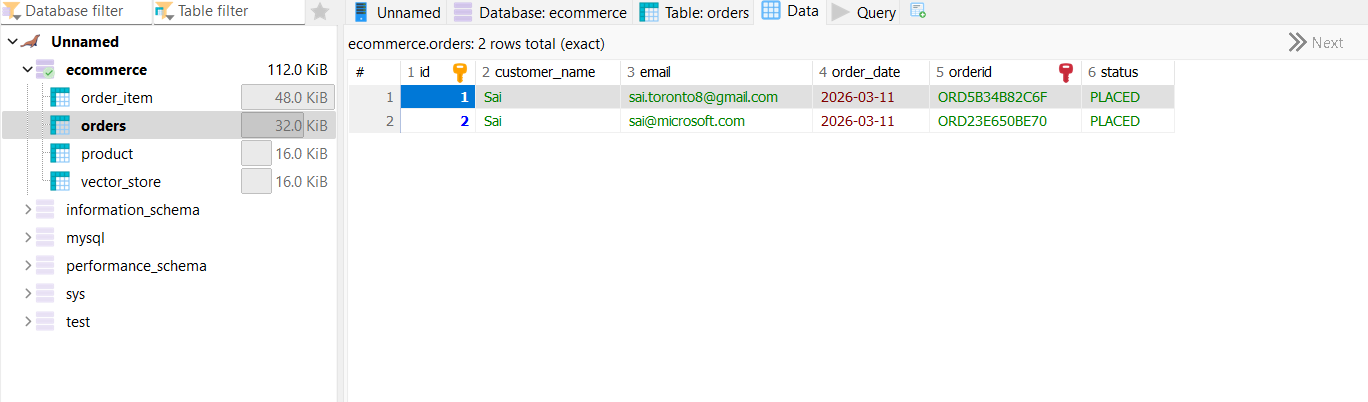 Database filter Table filter
Unnamed Database: ecommerce Table: orders Data Query
Unnamed
ecommerce 112.0 KiB
order_item 48.0 KiB
orders 32.0 KiB
product 16.0 KiB
vector_store 16.0 KiB
information_schema
mysql
performance_schema
sys
test
ecommerce.orders: 2 rows total (exact) Next
# 1 id 2 customer_name 3 email 4 order_date 5 orderid 6 status
1 1 Sai sai.toronto8@gmail.com 2026-03-11 ORD5B34B82C6F PLACED
2 2 Sai sai@microsoft.com 2026-03-11 ORD23E650BE70 PLACED